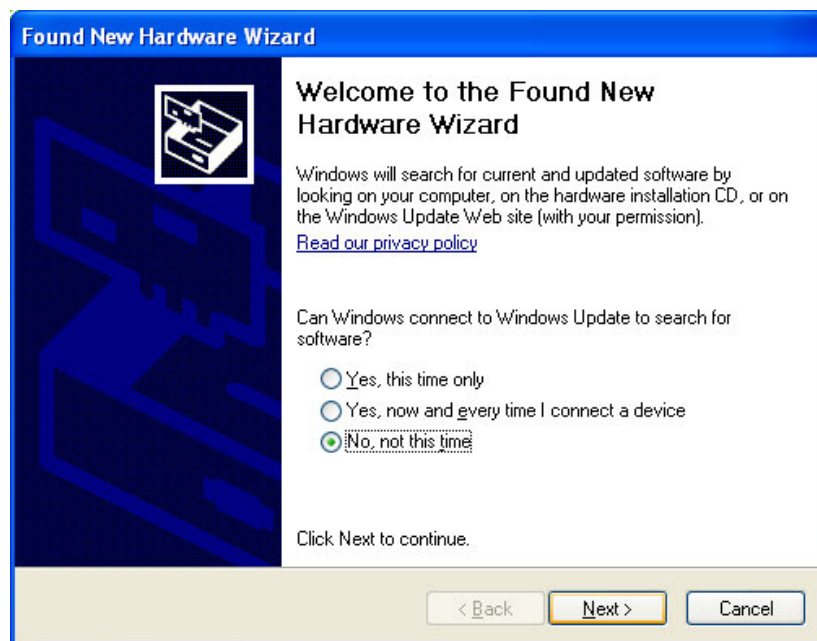 Found New Hardware Wizard
Welcome to the Found New
Hardware Wizard
Windows will search for current and updated software by
looking on your computer, on the hardware installation CD, or on
the Windows Update Web site (with your permission).
Read our privacy policy
Can Windows connect to Windows Update to search for
software?
Yes, this time only
Yes, now and every time I connect a device
No, not this time
Click Next to continue.
< Back Next > Cancel